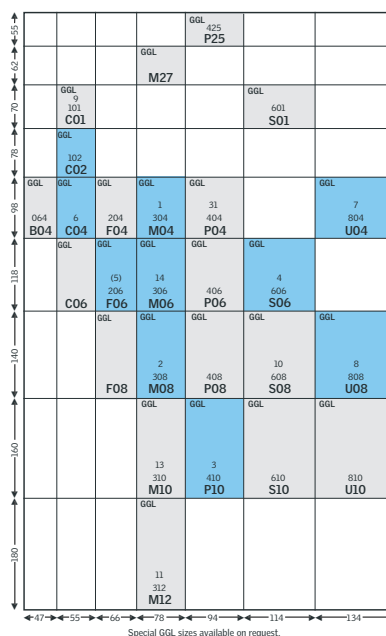 55
GGL
425
P25
62
GGL
M27
70
GGL
9
101
C01
GGL
601
S01
78
GGL
102
C02
98
GGL
064
B04
GGL
6
C04
GGL
204
F04
GGL
1
304
M04
GGL
31
404
P04
GGL
7
804
U04
118
GGL
C06
GGL
(5)
206
F06
GGL
14
306
M06
GGL
406
P06
GGL
4
606
S06
140
GGL
F08
GGL
2
308
M08
GGL
408
P08
GGL
10
608
S08
GGL
8
808
U08
160
GGL
13
310
M10
GGL
3
410
P10
GGL
610
S10
GGL
810
U10
180
GGL
11
312
M12
47 55 66 78 94 114 134
Special GGL sizes available on request.